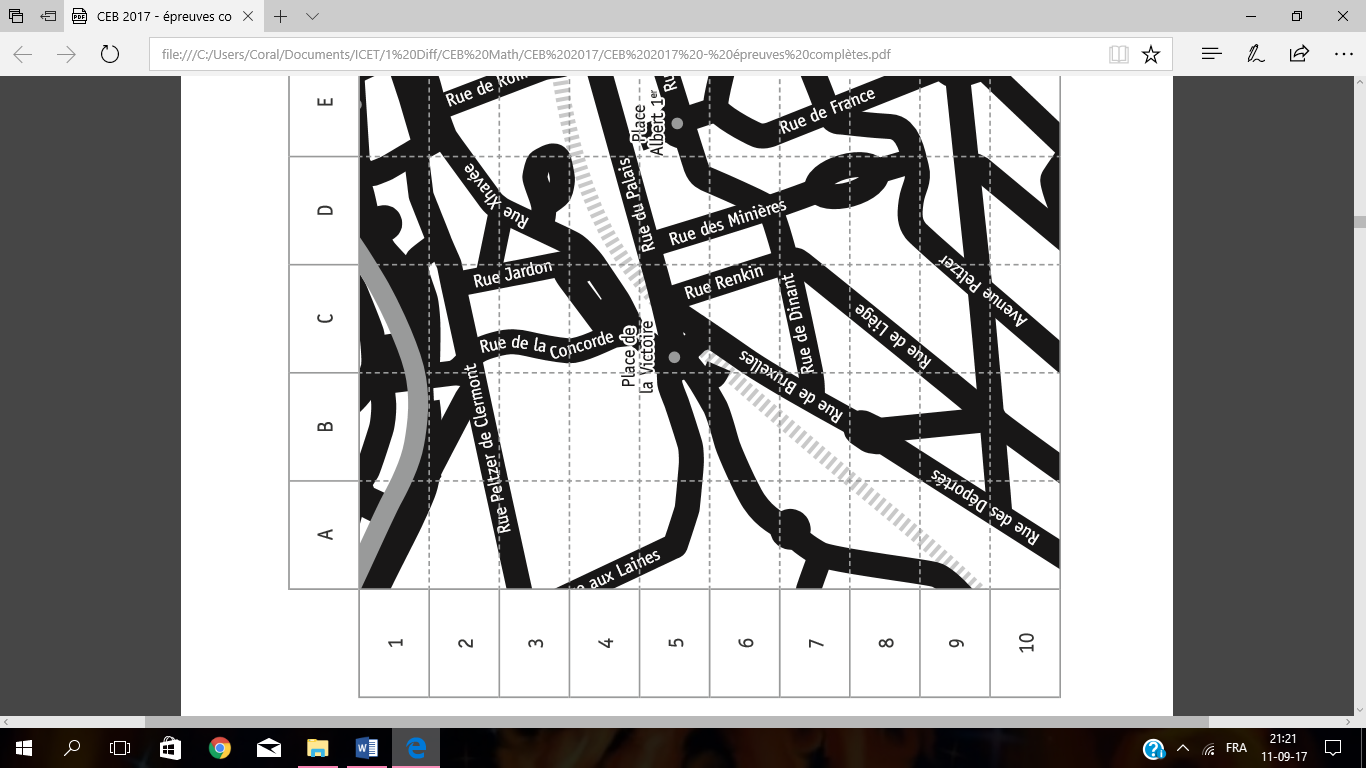 CEB 2017 - épreuves co
file:///C:/Users/Coral/Documents/ICET/1%20Diff/CEB%20Math/CEB%202017/CEB%202017%20-%20épreuves%20complètes.pdf
E
Rue de Rom
Place
Albert 1er
Ru
Rue de France
D
Rue Xhavée
Rue du Palais
Rue des Minières
C
Rue Jardon
Rue Renkin
Rue de Dinant
Avenue Peltzer
Rue de Liège
Rue de la Concorde
Place de
la Victoire
Rue de Bruxelles
B
Rue Peltzer de Clermont
Rue des Déportés
A
e aux Laines
1
2
3
4
5
6
7
8
9
10
FRA
21:21
11-09-17